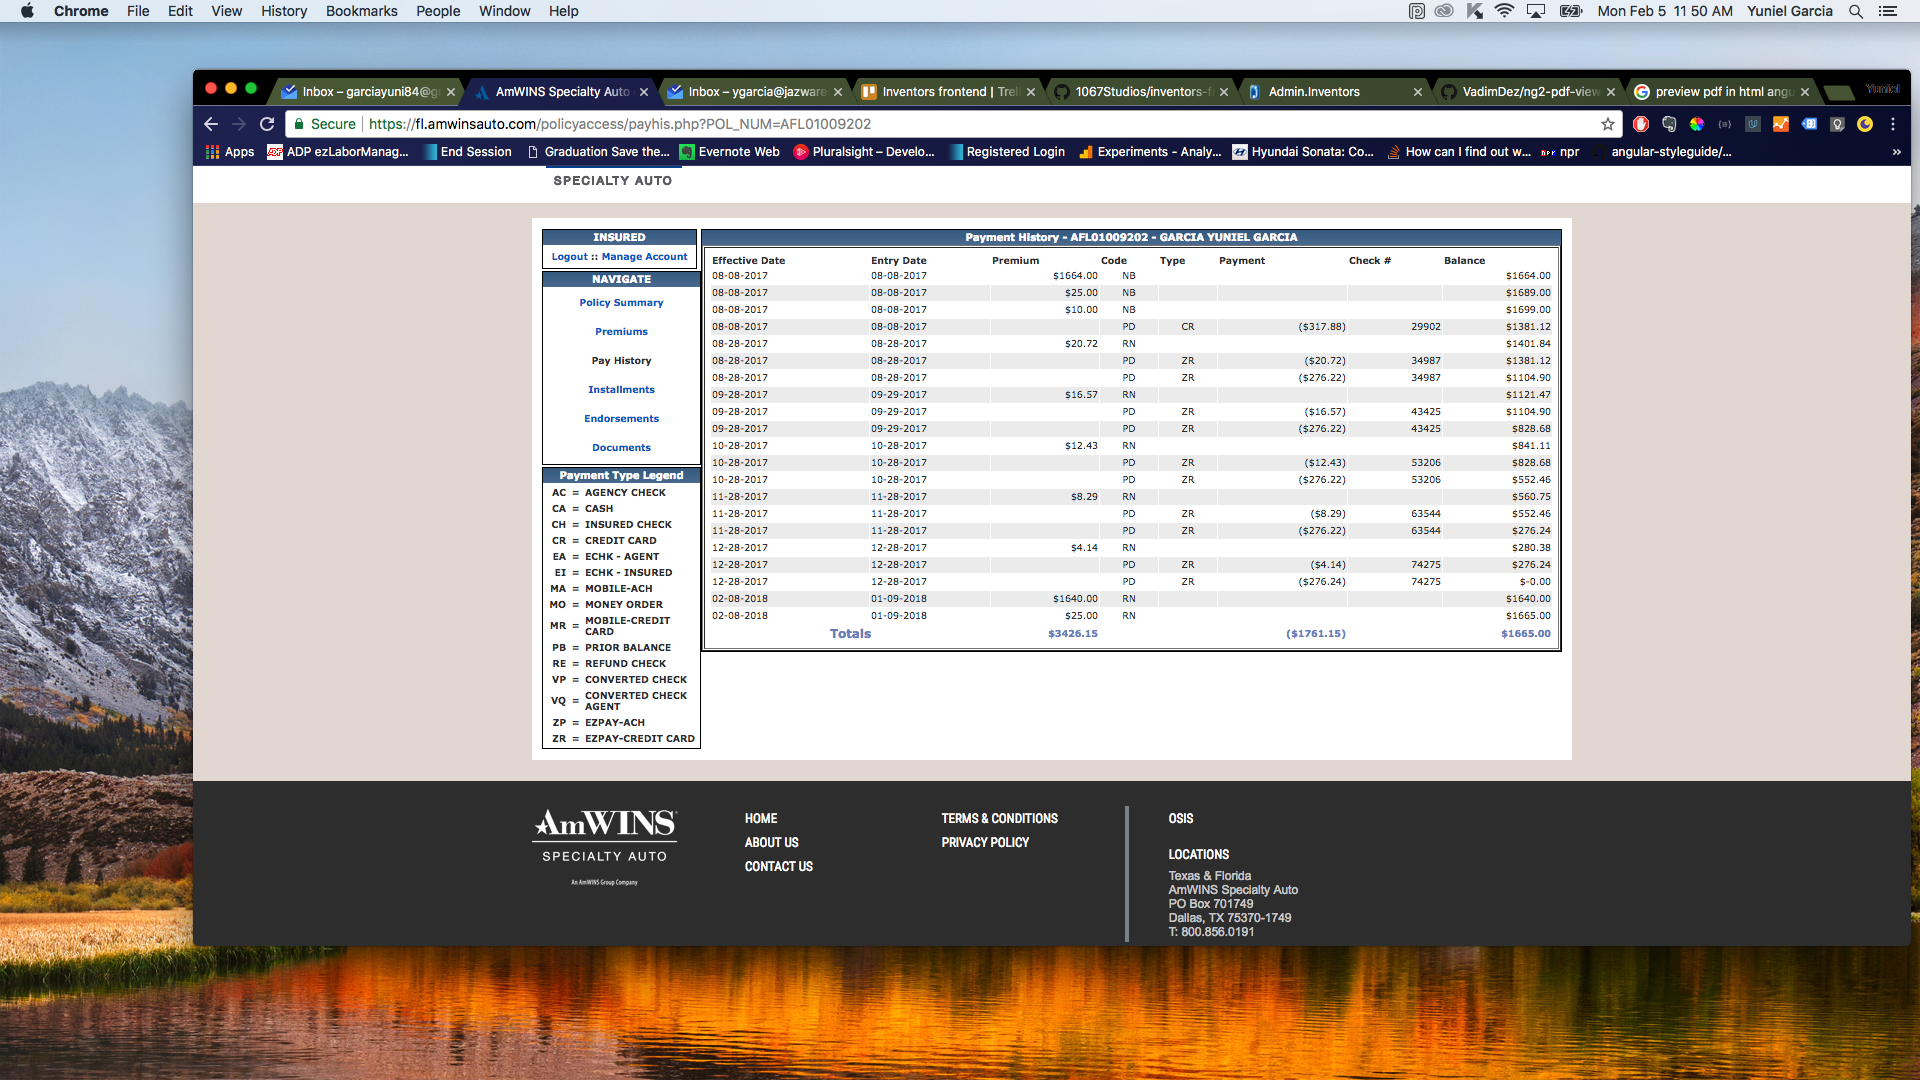 Chrome File Edit View History Bookmarks People Window Help Mon Feb 5 11 50 AM Yuniel Garcia
Inbox – garciayuni84@g
AmWINS Specialty Auto
Inbox – ygarcia@jazware
Inventors frontend | Trell
1067Studios/inventors-f
Admin.Inventors
VadimDez/ng2-pdf-view
preview pdf in html angu
Yuniel
Secure https://fl.amwinsauto.com/policyaccess/payhis.php?POL_NUM=AFL01009202
Apps ADP ezLaborManag... End Session Graduation Save the... Evernote Web Pluralsight – Develo... Registered Login Experiments - Analy... Hyundai Sonata: Co... How can I find out w... npr angular-styleguide/... »
SPECIALTY AUTO
INSURED
Logout :: Manage Account
NAVIGATE
Policy Summary
Premiums
Pay History
Installments
Endorsements
Documents
Payment Type Legend
AC = AGENCY CHECK
CA = CASH
CH = INSURED CHECK
CR = CREDIT CARD
EA = ECHK - AGENT
EI = ECHK - INSURED
MA = MOBILE-ACH
MO = MONEY ORDER
MR = MOBILE-CREDIT
CARD
PB = PRIOR BALANCE
RE = REFUND CHECK
VP = CONVERTED CHECK
VQ = CONVERTED CHECK
AGENT
ZP = EZPAY-ACH
ZR = EZPAY-CREDIT CARD
Payment History - AFL01009202 - GARCIA YUNIEL GARCIA
Effective Date Entry Date Premium Code Type Payment Check # Balance
08-08-2017 08-08-2017 $1664.00 NB $1664.00
08-08-2017 08-08-2017 $25.00 NB $1689.00
08-08-2017 08-08-2017 $10.00 NB $1699.00
08-08-2017 08-08-2017 PD CR ($317.88) 29902 $1381.12
08-28-2017 08-28-2017 $20.72 RN $1401.84
08-28-2017 08-28-2017 PD ZR ($20.72) 34987 $1381.12
08-28-2017 08-28-2017 PD ZR ($276.22) 34987 $1104.90
09-28-2017 09-29-2017 $16.57 RN $1121.47
09-28-2017 09-29-2017 PD ZR ($16.57) 43425 $1104.90
09-28-2017 09-29-2017 PD ZR ($276.22) 43425 $828.68
10-28-2017 10-28-2017 $12.43 RN $841.11
10-28-2017 10-28-2017 PD ZR ($12.43) 53206 $828.68
10-28-2017 10-28-2017 PD ZR ($276.22) 53206 $552.46
11-28-2017 11-28-2017 $8.29 RN $560.75
11-28-2017 11-28-2017 PD ZR ($8.29) 63544 $552.46
11-28-2017 11-28-2017 PD ZR ($276.22) 63544 $276.24
12-28-2017 12-28-2017 $4.14 RN $280.38
12-28-2017 12-28-2017 PD ZR ($4.14) 74275 $276.24
12-28-2017 12-28-2017 PD ZR ($276.24) 74275 $-0.00
02-08-2018 01-09-2018 $1640.00 RN $1640.00
02-08-2018 01-09-2018 $25.00 RN $1665.00
Totals $3426.15 ($1761.15) $1665.00
AmWINS
SPECIALTY AUTO
An AmWINS Group Company
HOME
ABOUT US
CONTACT US
TERMS & CONDITIONS
PRIVACY POLICY
OSIS
LOCATIONS
Texas & Florida
AmWINS Specialty Auto
PO Box 701749
Dallas, TX 75370-1749
T: 800.856.0191